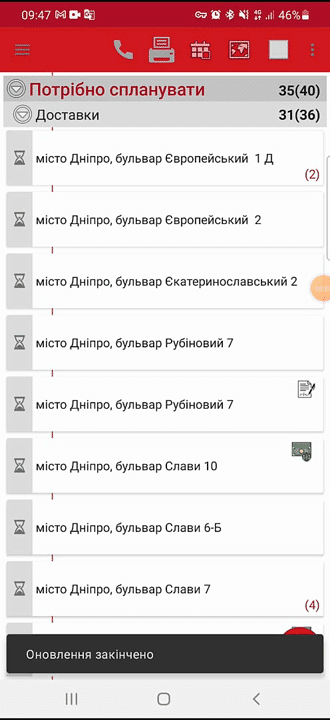 09:47 46%
Потрібно спланувати 35(40)
Доставки 31(36)
місто Дніпро, бульвар Європейський 1 Д
(2)
місто Дніпро, бульвар Європейський 2
місто Дніпро, бульвар Єкатеринославський 2
місто Дніпро, бульвар Рубіновий 7
місто Дніпро, бульвар Рубіновий 7
місто Дніпро, бульвар Слави 10
місто Дніпро, бульвар Слави 6-Б
місто Дніпро, бульвар Слави 7
(4)
Оновлення закінчено